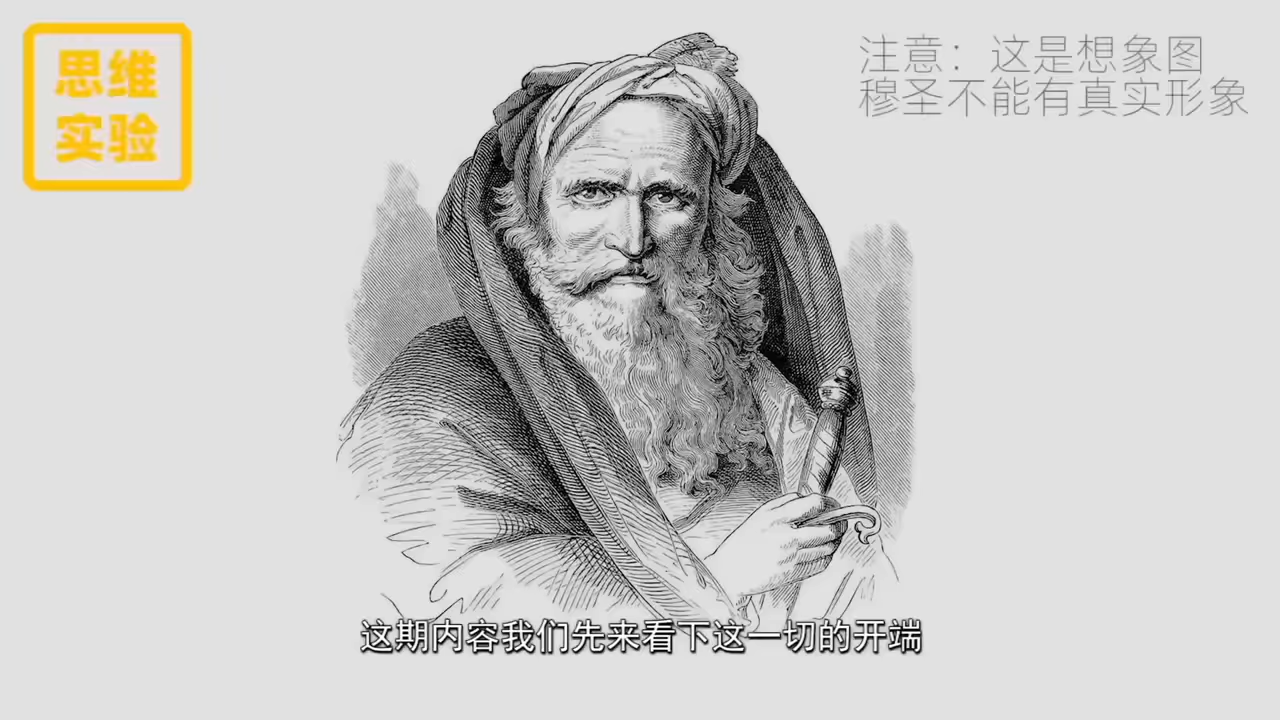 思维
实验
注意：这是想象图
穆圣不能有真实形象
这期内容我们先来看下这一切的开端